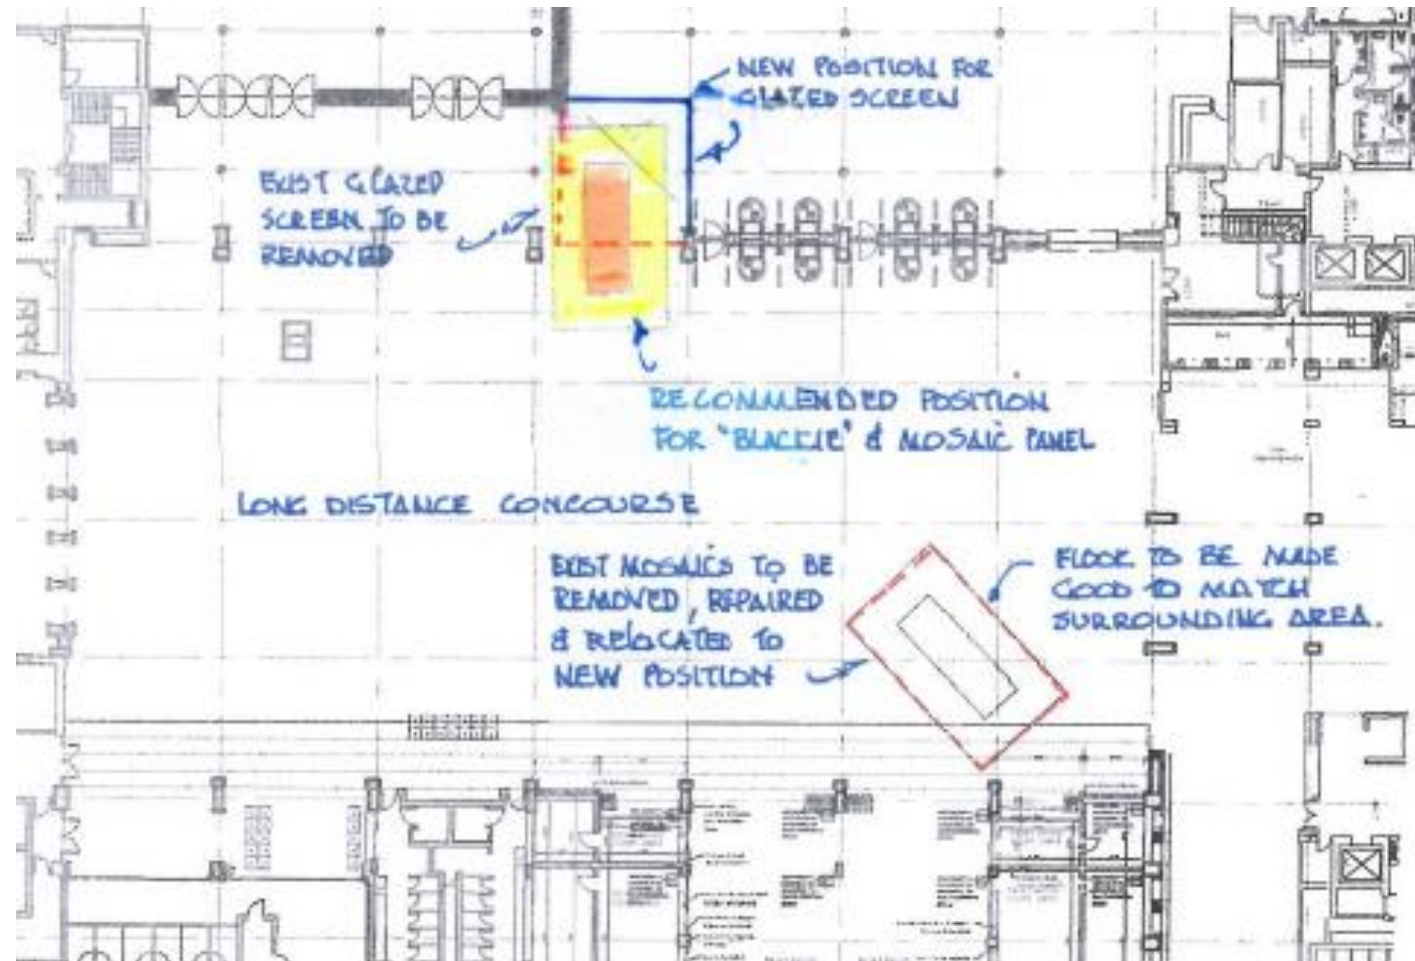 NEW POSITION FOR
GLAZED SCREEN
EXIST GLAZED
SCREEN TO BE
REMOVED
RECOMMENDED POSITION
FOR "BLACKIE" & MOSAIC PANEL
LONG DISTANCE CONCOURSE
EXIST MOSAICS TO BE
REMOVED, REPAIRED
& RELOCATED TO
NEW POSITION
FLOOR TO BE MADE
GOOD TO MATCH
SURROUNDING AREA.